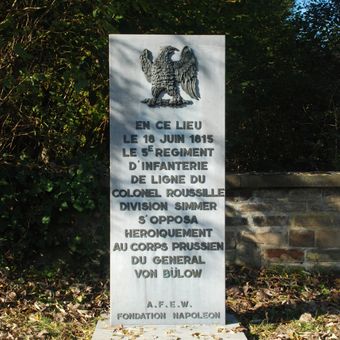 EN CE LIEU
LE 18 JUIN 1815
LE 5E REGIMENT
D'INFANTERIE
DE LIGNE DU
COLONEL ROUSSILLE
DIVISION SIMMER
S'OPPOSA
HEROIQUEMENT
AU CORPS PRUSSIEN
DU GENERAL
VON BÜLOW
A.F.E.W.
FONDATION NAPOLEON